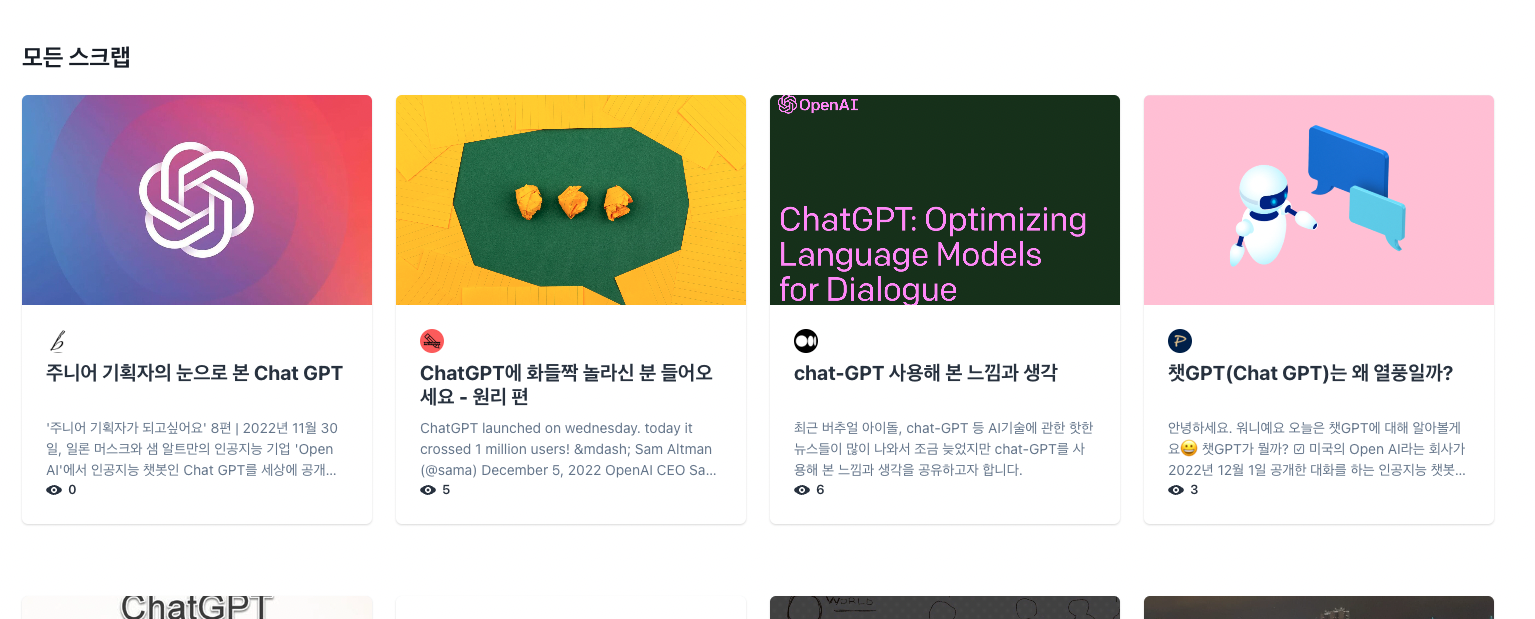 모든 스크랩
OpenAI
ChatGPT: Optimizing
Language Models
for Dialogue
주니어 기획자의 눈으로 본 Chat GPT
'주니어 기획자가 되고싶어요' 8편 | 2022년 11월 30
일, 일론 머스크와 샘 알트만의 인공지능 기업 'Open
AI'에서 인공지능 챗봇인 Chat GPT를 세상에 공개...
0
ChatGPT에 화들짝 놀라신 분 들어오
세요 - 원리 편
ChatGPT launched on wednesday. today it
crossed 1 million users! &mdash; Sam Altman
(@sama) December 5, 2022 OpenAI CEO Sa...
5
chat-GPT 사용해 본 느낌과 생각
최근 버추얼 아이돌, chat-GPT 등 AI기술에 관한 핫한
뉴스들이 많이 나와서 조금 늦었지만 chat-GPT를 사
용해 본 느낌과 생각을 공유하고자 합니다.
6
챗GPT(Chat GPT)는 왜 열풍일까?
안녕하세요. 워니예요 오늘은 챗GPT에 대해 알아볼게
요😀 챗GPT가 뭘까? ☑ 미국의 Open AI라는 회사가
2022년 12월 1일 공개한 대화를 하는 인공지능 챗봇...
3
ChatGPT
WORLDS